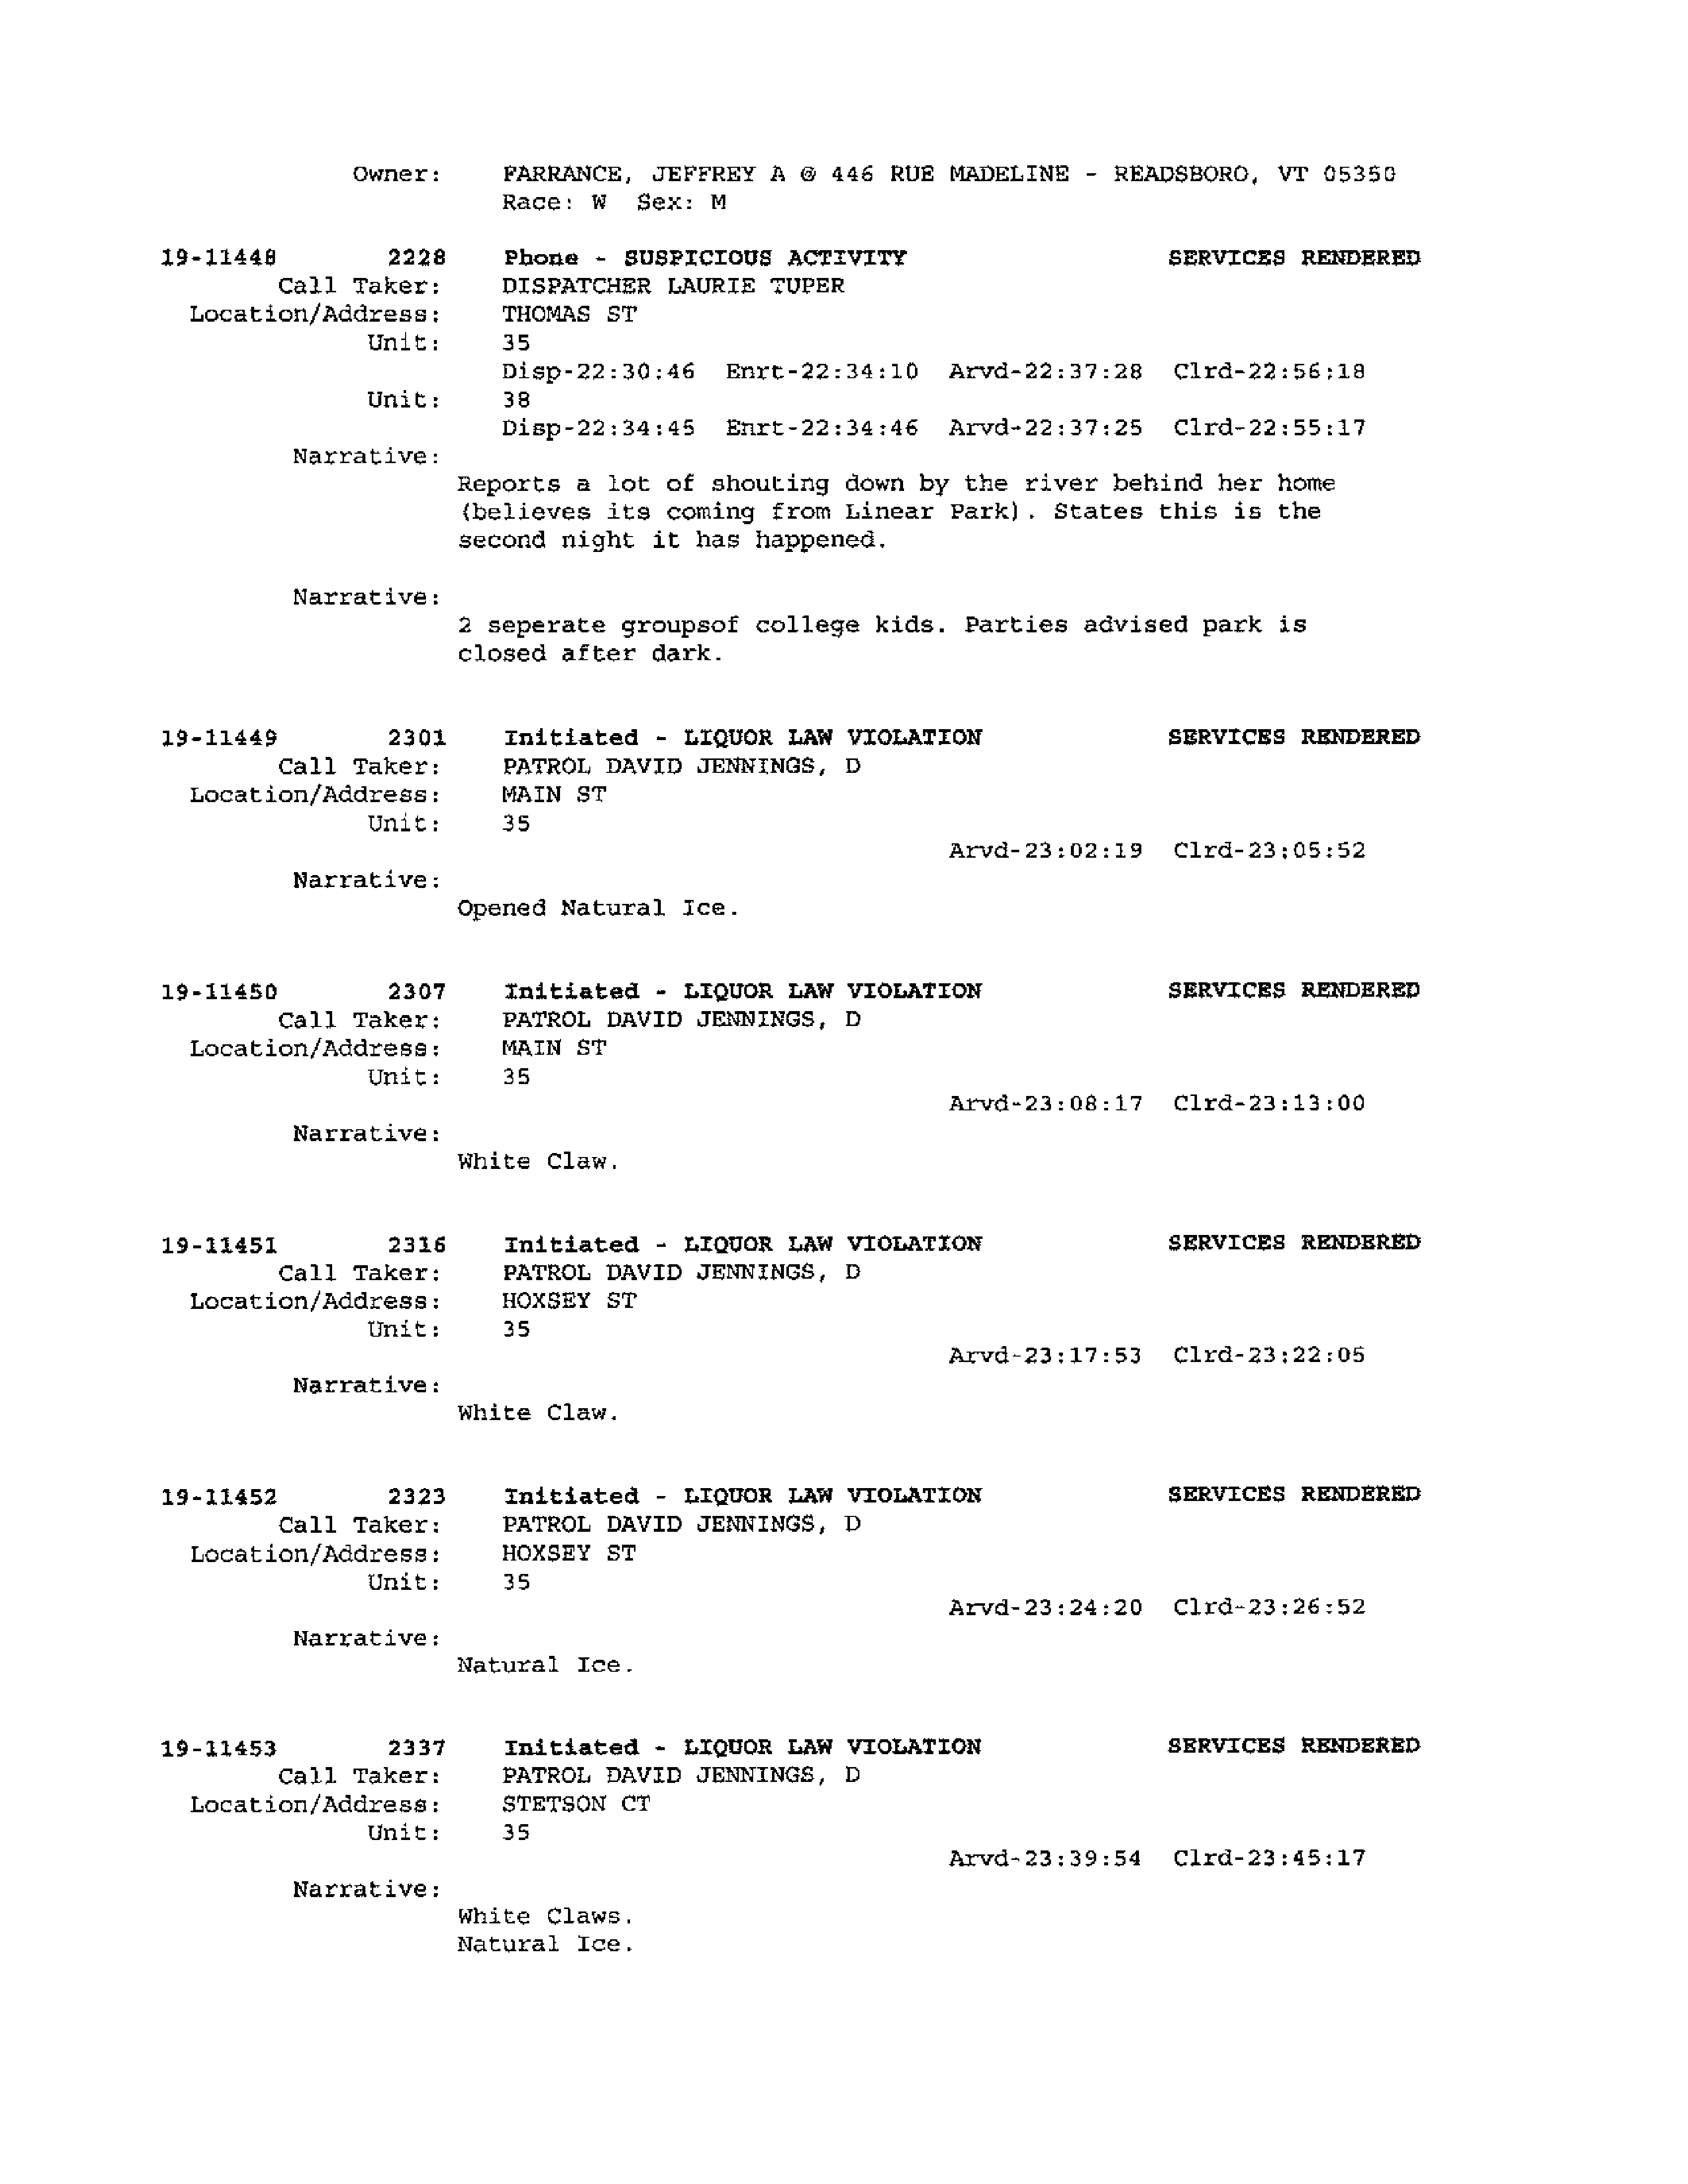 Owner: FARRANCE, JEFFREY A @ 446 RUE MADELINE - READSBORO, VT 05350
Race: W Sex: M
19-11448 2228 Phone - SUSPICIOUS ACTIVITY SERVICES RENDERED
Call Taker: DISPATCHER LAURIE TUPER
Location/Address: THOMAS ST
Unit: 35
Disp-22:30:46 Enrt-22:34:10 Arvd-22:37:28 Clrd-22:56:18
Unit: 38
Disp-22:34:45 Enrt-22:34:46 Arvd-22:37:25 Clrd-22:55:17
Narrative:
Reports a lot of shouting down by the river behind her home
(believes its coming from Linear Park). States this is the
second night it has happened.
Narrative:
2 seperate groupsof college kids. Parties advised park is
closed after dark.
19-11449 2301 Initiated - LIQUOR LAW VIOLATION SERVICES RENDERED
Call Taker: PATROL DAVID JENNINGS, D
Location/Address: MAIN ST
Unit: 35
Arvd-23:02:19 Clrd-23:05:52
Narrative:
Opened Natural Ice.
19-11450 2307 Initiated - LIQUOR LAW VIOLATION SERVICES RENDERED
Call Taker: PATROL DAVID JENNINGS, D
Location/Address: MAIN ST
Unit: 35
Arvd-23:08:17 Clrd-23:13:00
Narrative:
White Claw.
19-11451 2316 Initiated - LIQUOR LAW VIOLATION SERVICES RENDERED
Call Taker: PATROL DAVID JENNINGS, D
Location/Address: HOXSEY ST
Unit: 35
Arvd-23:17:53 Clrd-23:22:05
Narrative:
White Claw.
19-11452 2323 Initiated - LIQUOR LAW VIOLATION SERVICES RENDERED
Call Taker: PATROL DAVID JENNINGS, D
Location/Address: HOXSEY ST
Unit: 35
Arvd-23:24:20 Clrd-23:26:52
Narrative:
Natural Ice.
19-11453 2337 Initiated - LIQUOR LAW VIOLATION SERVICES RENDERED
Call Taker: PATROL DAVID JENNINGS, D
Location/Address: STETSON CT
Unit: 35
Arvd-23:39:54 Clrd-23:45:17
Narrative:
White Claws.
Natural Ice.